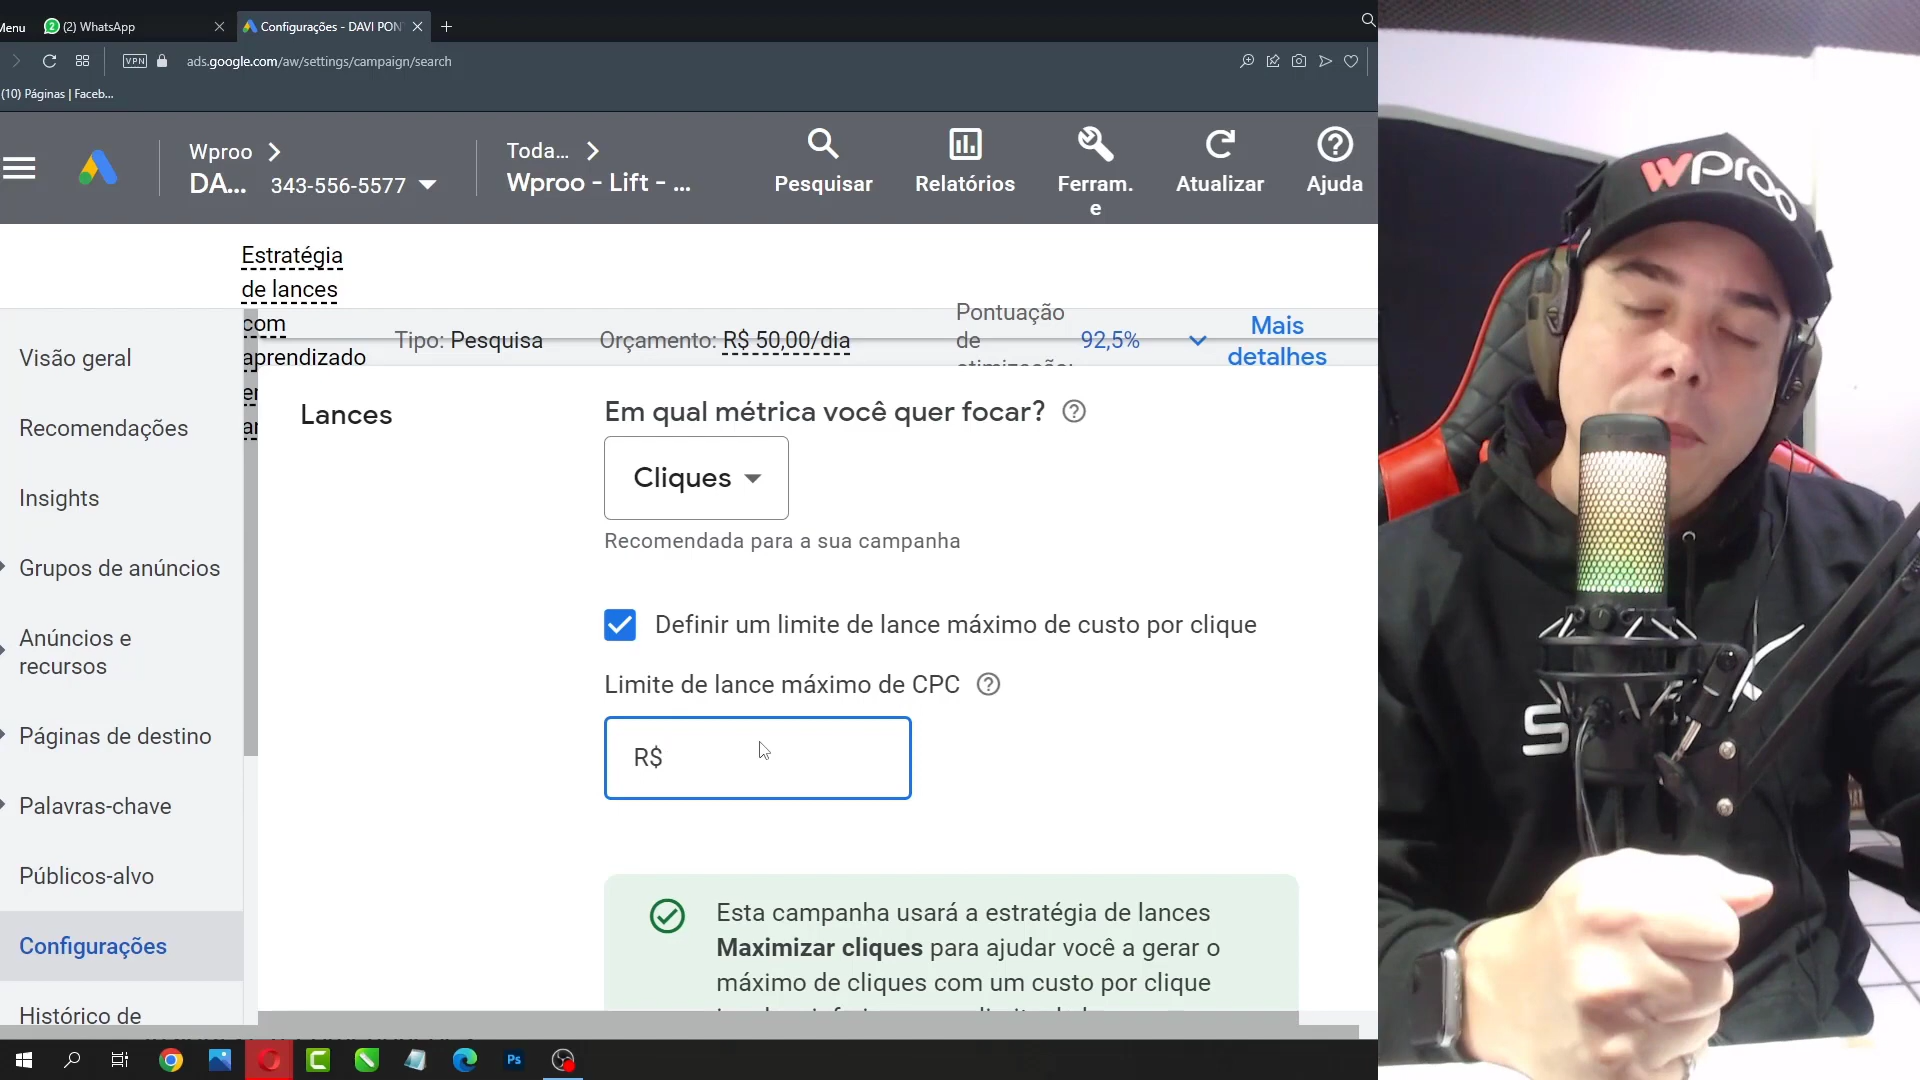 Menu
(2) WhatsApp
Configurações - DAVI PON
VPN
ads.google.com/aw/settings/campaign/search
(10) Páginas | Faceb...
Wproo
DA... 343-556-5577
Toda...
Wproo - Lift - ...
Pesquisar
Relatórios
Ferram.
e
Atualizar
Ajuda
Estratégia
de lances
com
aprendizado
Tipo: Pesquisa
Orçamento: R$ 50,00/dia
Pontuação
de
otimização:
92,5%
Mais
detalhes
Visão geral
Recomendações
Insights
Grupos de anúncios
Anúncios e
recursos
Páginas de destino
Palavras-chave
Públicos-alvo
Configurações
Histórico de
Lances
Em qual métrica você quer focar?
Cliques
Recomendada para a sua campanha
Definir um limite de lance máximo de custo por clique
Limite de lance máximo de CPC
R$
Esta campanha usará a estratégia de lances
Maximizar cliques para ajudar você a gerar o
máximo de cliques com um custo por clique
Ps
wproo
S